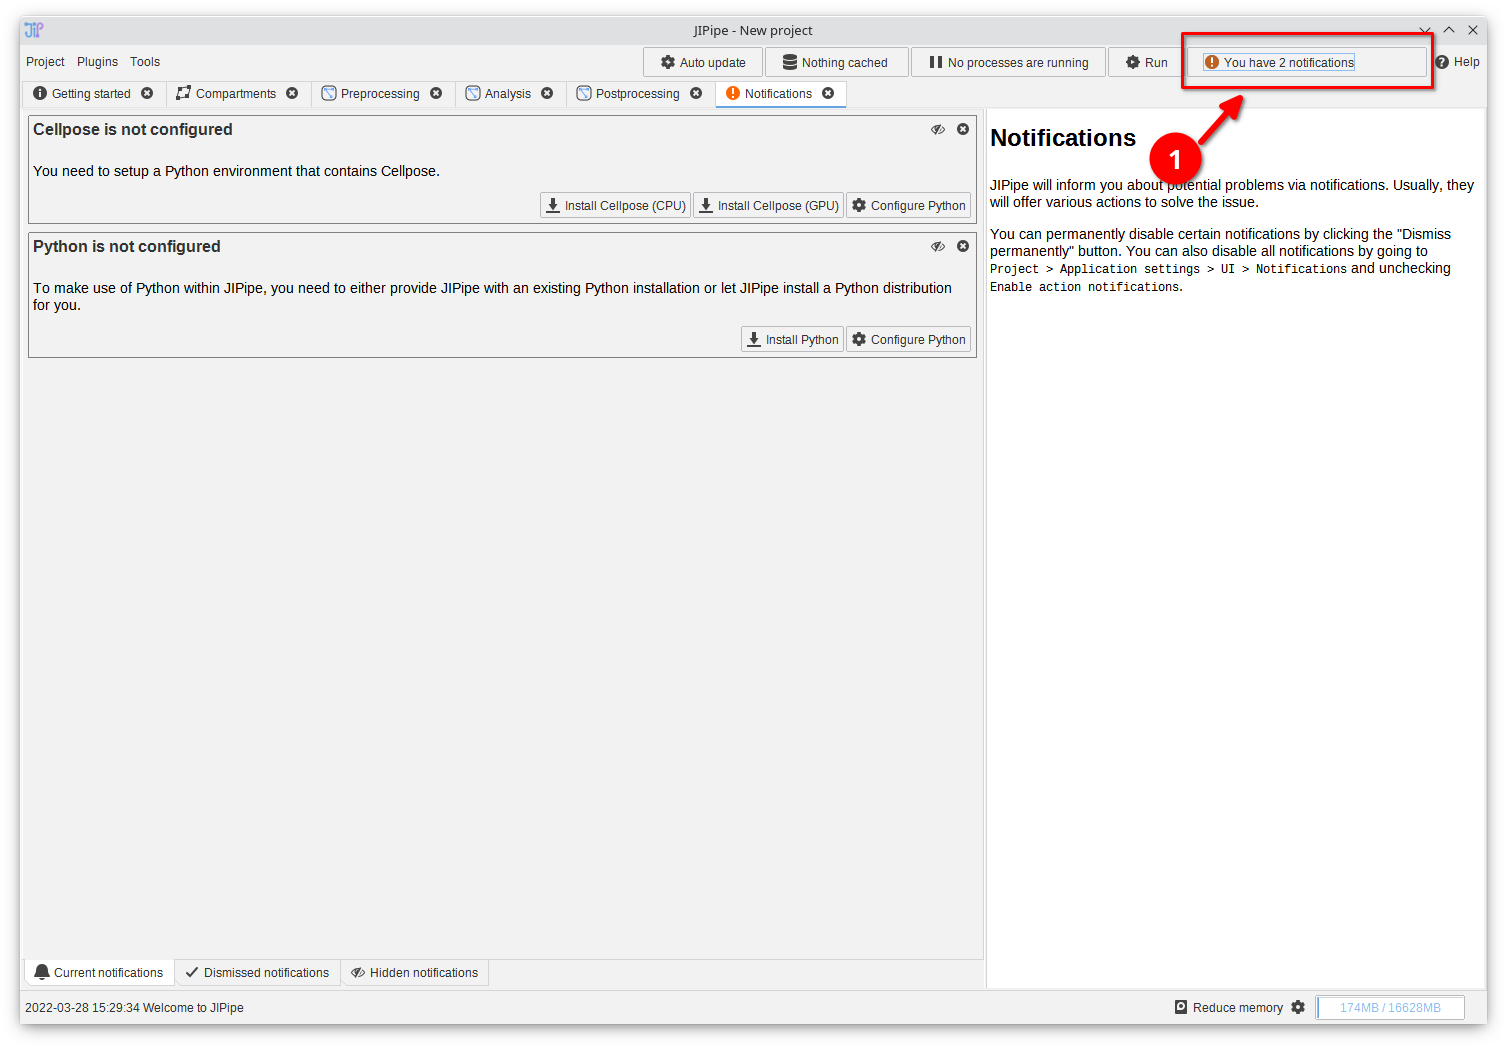 JIP
JIPipe - New project
Project Plugins Tools
Auto update
Nothing cached
No processes are running
Run
You have 2 notifications
Help
Getting started
Compartments
Preprocessing
Analysis
Postprocessing
Notifications
Cellpose is not configured
You need to setup a Python environment that contains Cellpose.
Install Cellpose (CPU)
Install Cellpose (GPU)
Configure Python
Python is not configured
To make use of Python within JIPipe, you need to either provide JIPipe with an existing Python installation or let JIPipe install a Python distribution
for you.
Install Python
Configure Python
1
Notifications
JIPipe will inform you about potential problems via notifications. Usually, they
will offer various actions to solve the issue.
You can permanently disable certain notifications by clicking the "Dismiss
permanently" button. You can also disable all notifications by going to
Project > Application settings > UI > Notifications and unchecking
Enable action notifications.
Current notifications
Dismissed notifications
Hidden notifications
2022-03-28 15:29:34 Welcome to JIPipe
Reduce memory
174MB / 16628MB